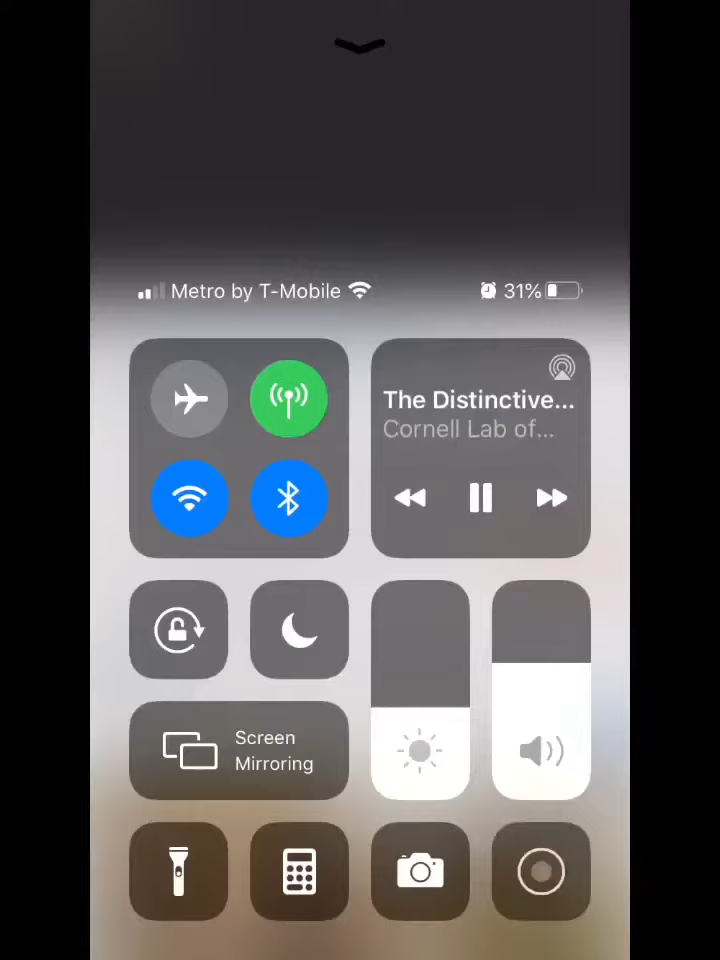 Metro by T-Mobile 31%
The Distinctive...
Cornell Lab of...
Screen
Mirroring